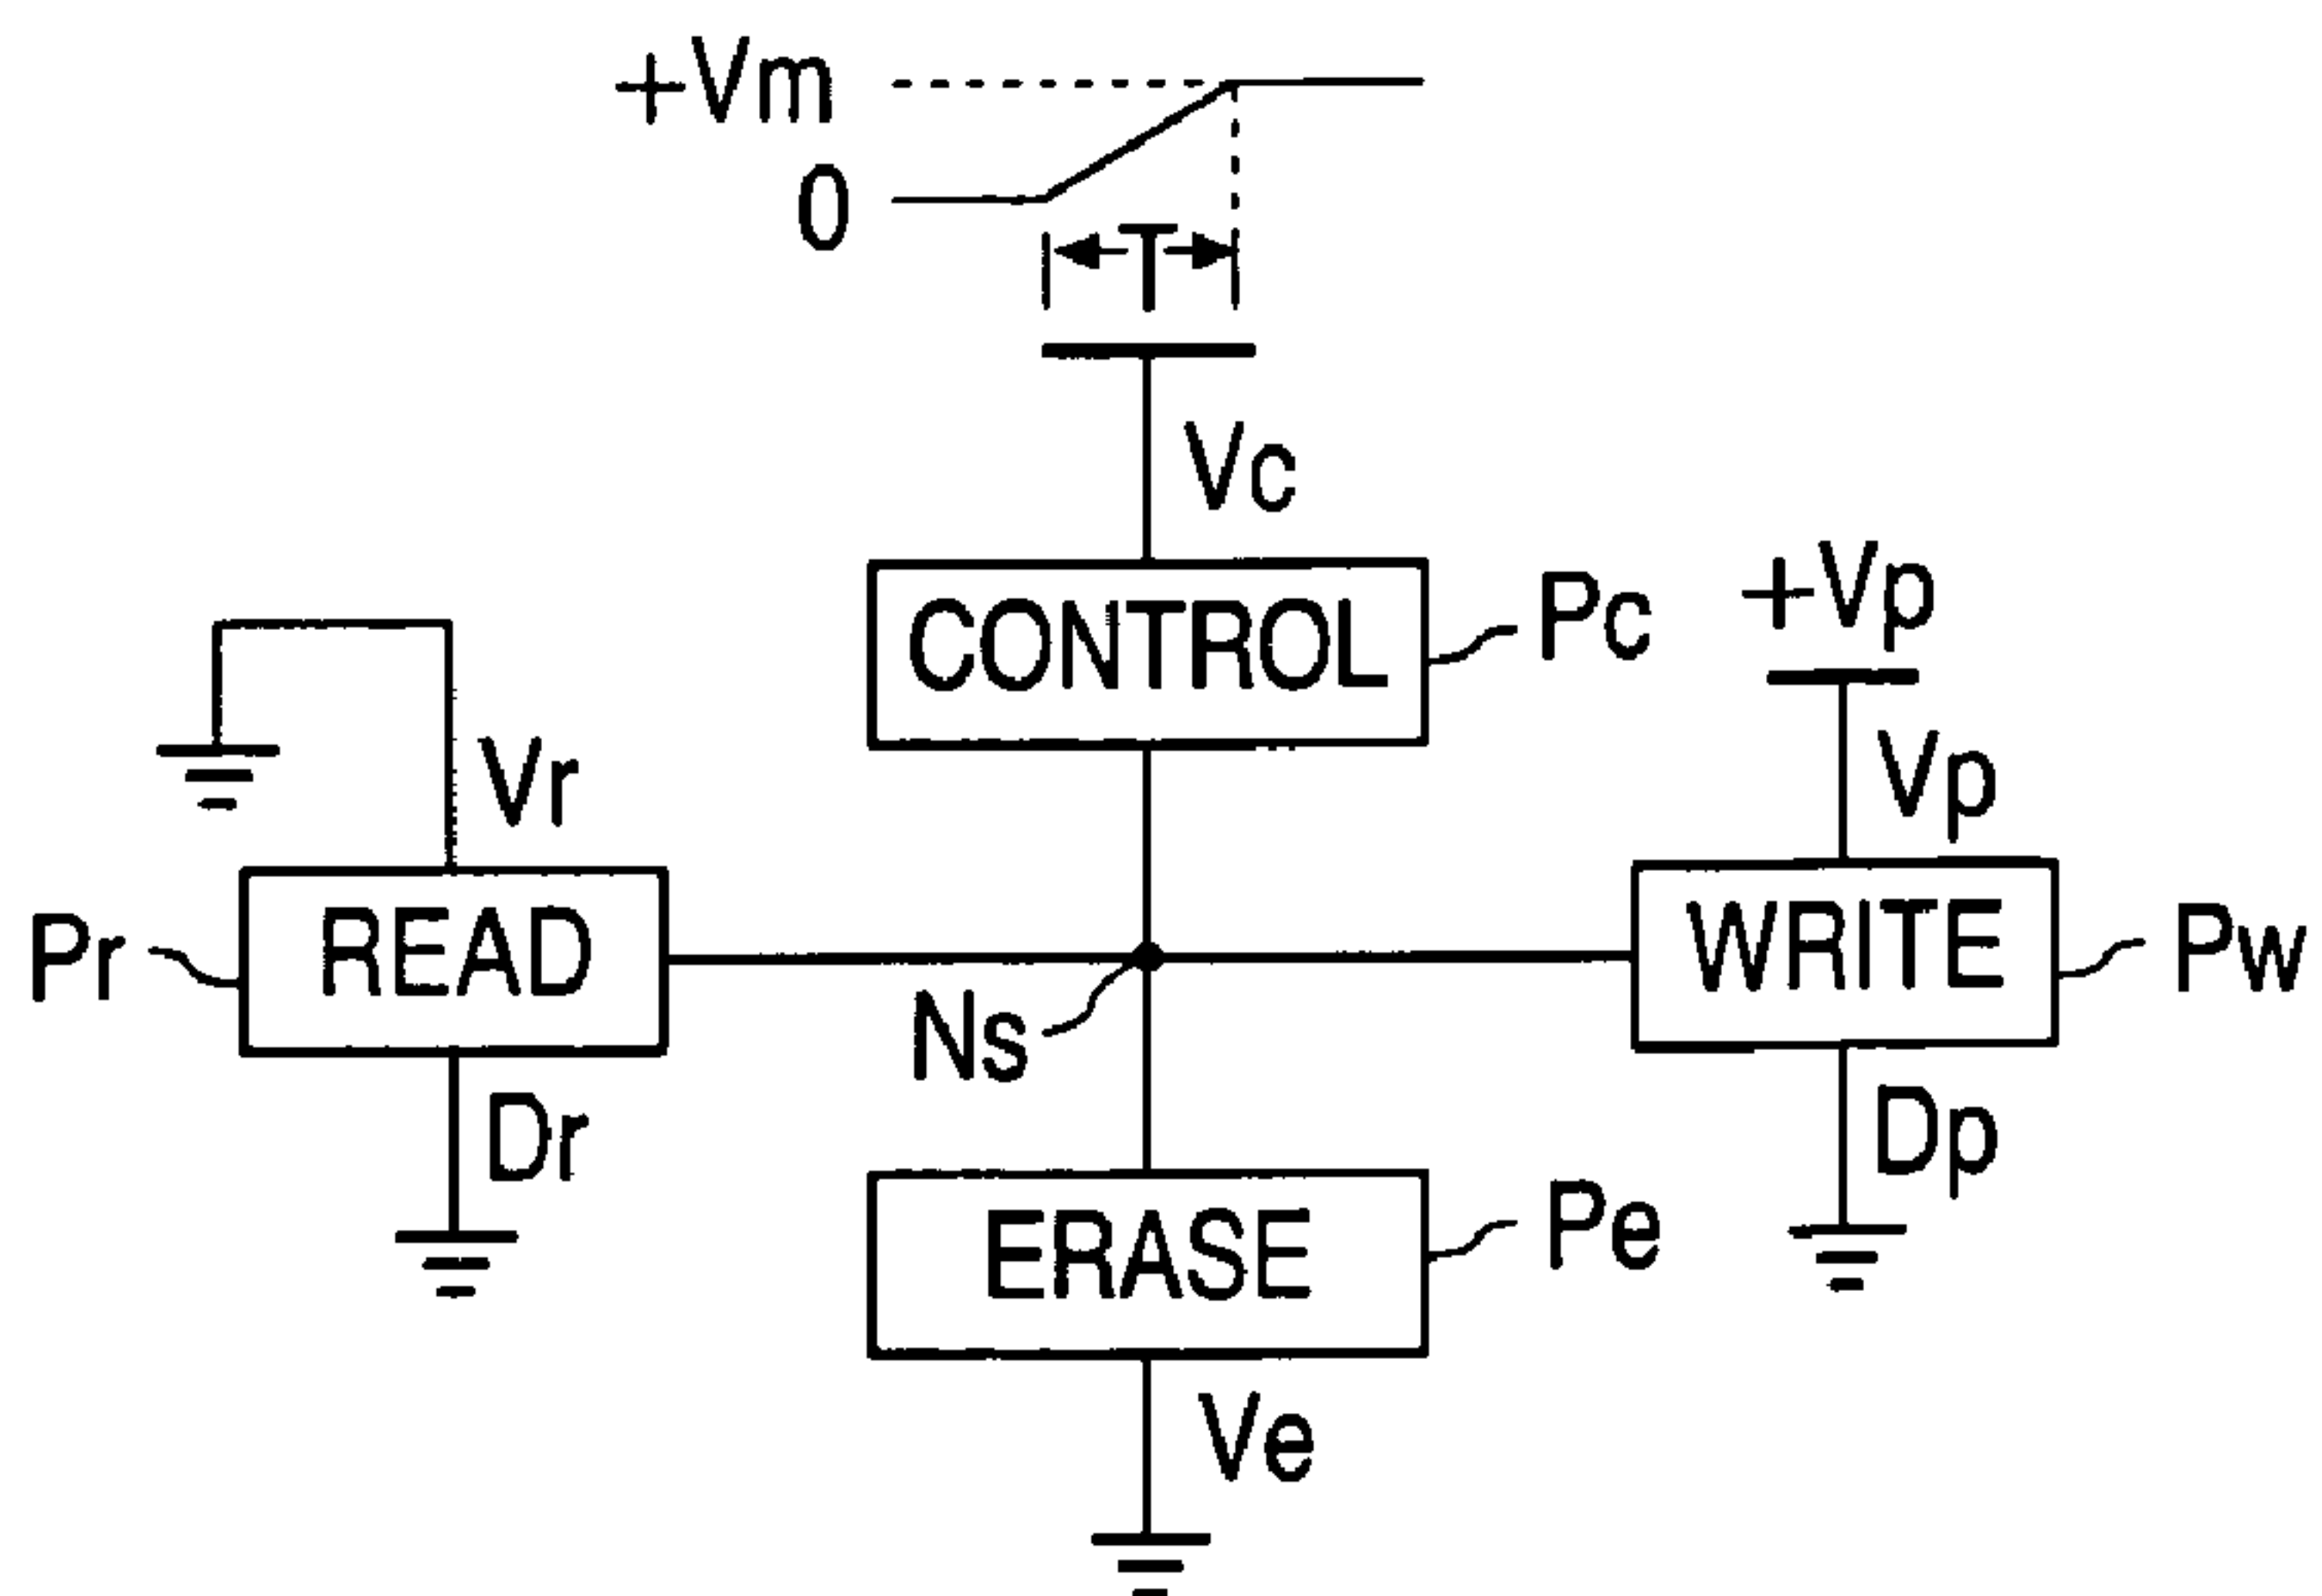 +Vm
0
T
Vc
CONTROL
Pc
+Vp
Vr
Vp
Pr
READ
WRITE
Pw
Ns
Dr
Dp
ERASE
Pe
Ve